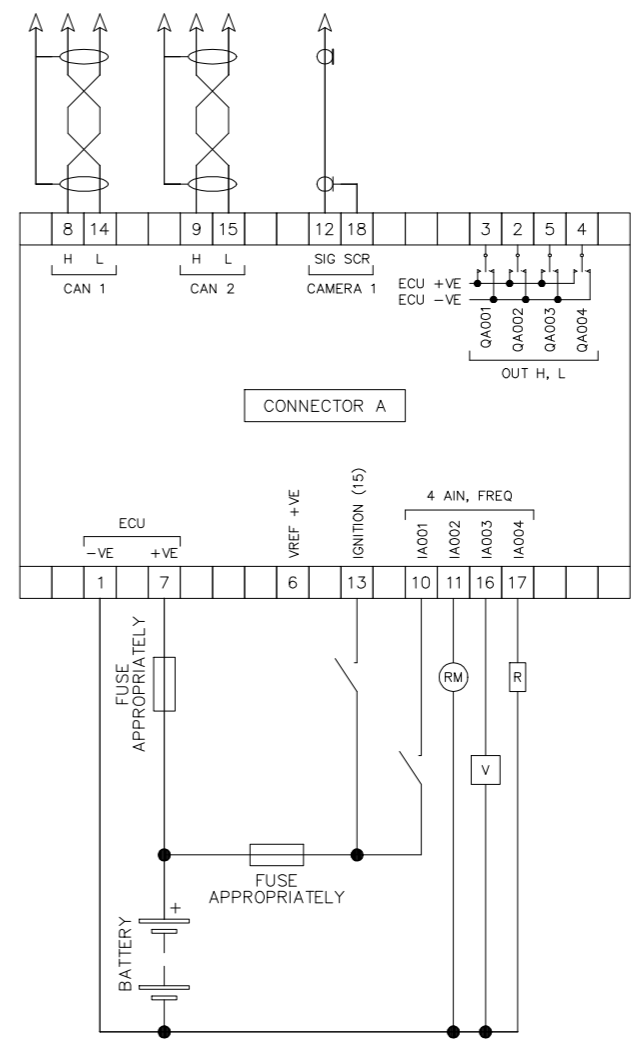 8 14 9 15 12 18 3 2 5 4
H L H L SIG SCR
CAN 1 CAN 2 CAMERA 1
ECU +VE
ECU -VE
QA001
QA002
QA003
QA004
OUT H, L
CONNECTOR A
ECU
-VE +VE
VREF +VE
IGNITION (15)
4 AIN, FREQ
IA001
IA002
IA003
IA004
1 7 6 13 10 11 16 17
FUSE
APPROPRIATELY
RM
R
V
FUSE
APPROPRIATELY
+
BATTERY